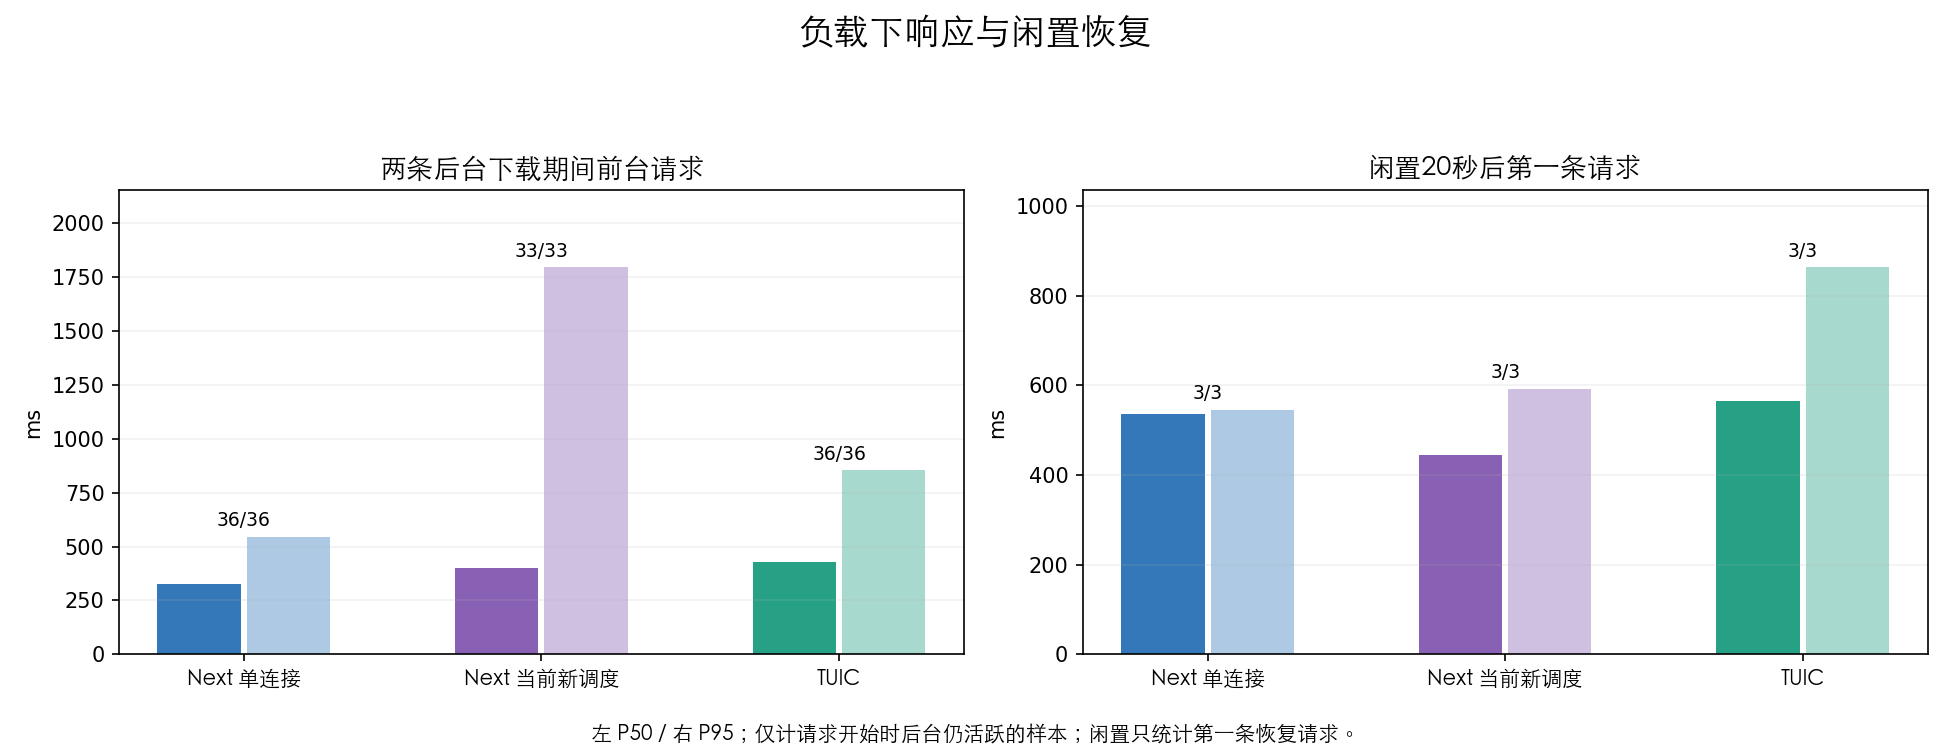 负载下响应与闲置恢复
两条后台下载期间前台请求
2000
1750
1500
1250
1000
750
500
250
0
ms
36/36
33/33
36/36
Next 单连接
Next 当前新调度
TUIC
闲置20秒后第一条请求
1000
800
600
400
200
0
ms
3/3
3/3
3/3
Next 单连接
Next 当前新调度
TUIC
左 P50 / 右 P95；仅计请求开始时后台仍活跃的样本；闲置只统计第一条恢复请求。